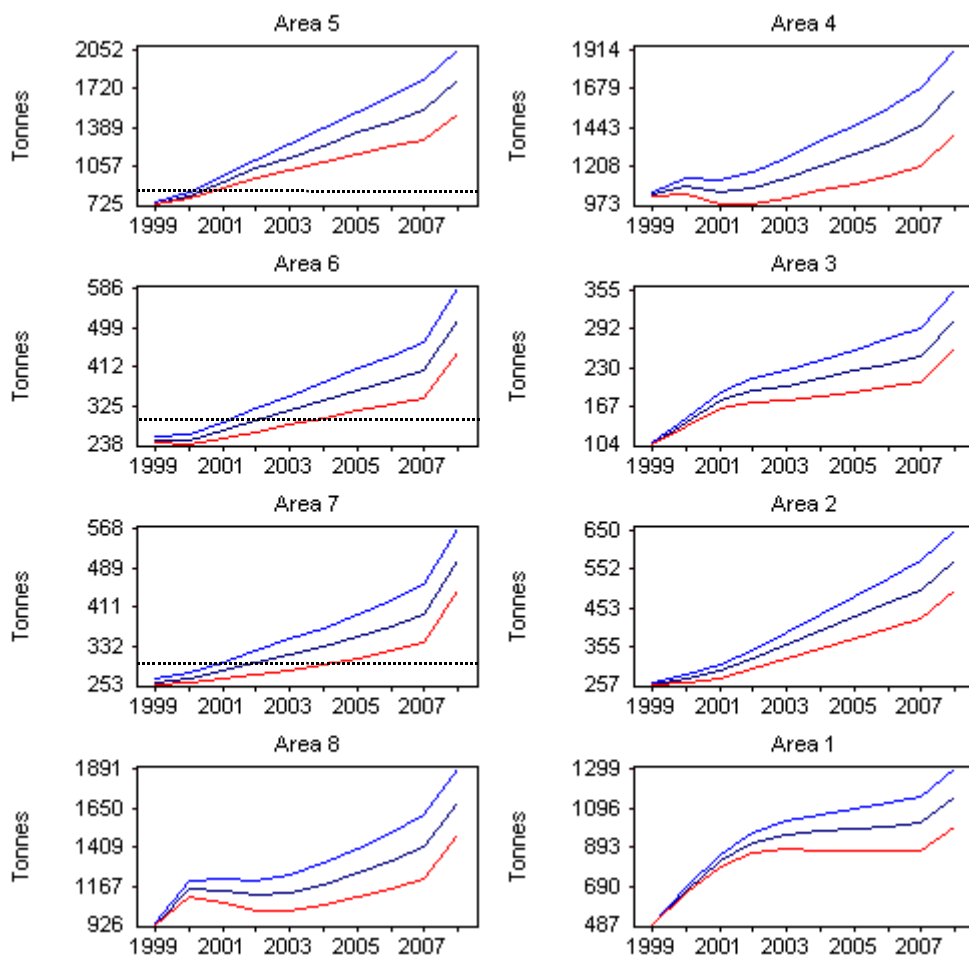 Area 5
2052
1720
1389
1057
725
Tonnes
1999 2001 2003 2005 2007
Area 4
1914
1679
1443
1208
973
Tonnes
1999 2001 2003 2005 2007
Area 6
586
499
412
325
238
Tonnes
1999 2001 2003 2005 2007
Area 3
355
292
230
167
104
Tonnes
1999 2001 2003 2005 2007
Area 7
568
489
411
332
253
Tonnes
1999 2001 2003 2005 2007
Area 2
650
552
453
355
257
Tonnes
1999 2001 2003 2005 2007
Area 8
1891
1650
1409
1167
926
Tonnes
1999 2001 2003 2005 2007
Area 1
1299
1096
893
690
487
Tonnes
1999 2001 2003 2005 2007